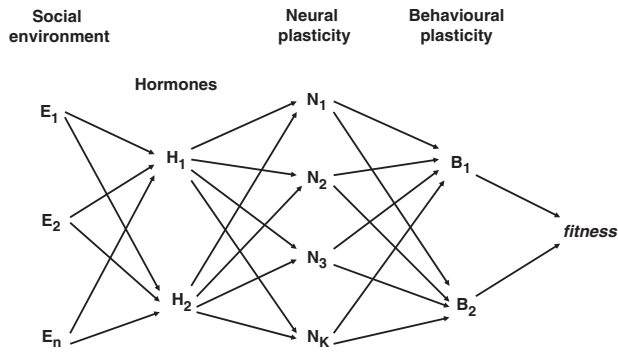 Social
environment
Hormones
Neural
plasticity
Behavioural
plasticity
E1
E2
En
H1
H2
N1
N2
N3
NK
B1
B2
fitness